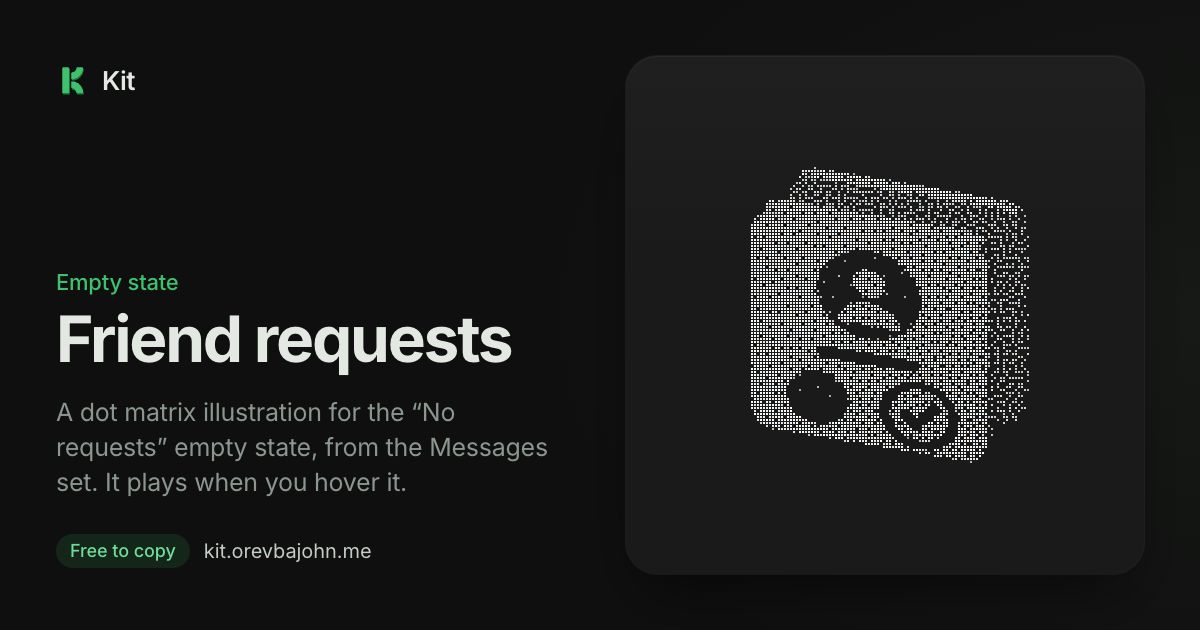 Kit
Empty state
Friend requests
A dot matrix illustration for the “No
requests” empty state, from the Messages
set. It plays when you hover it.
Free to copy
kit.orevbajohn.me